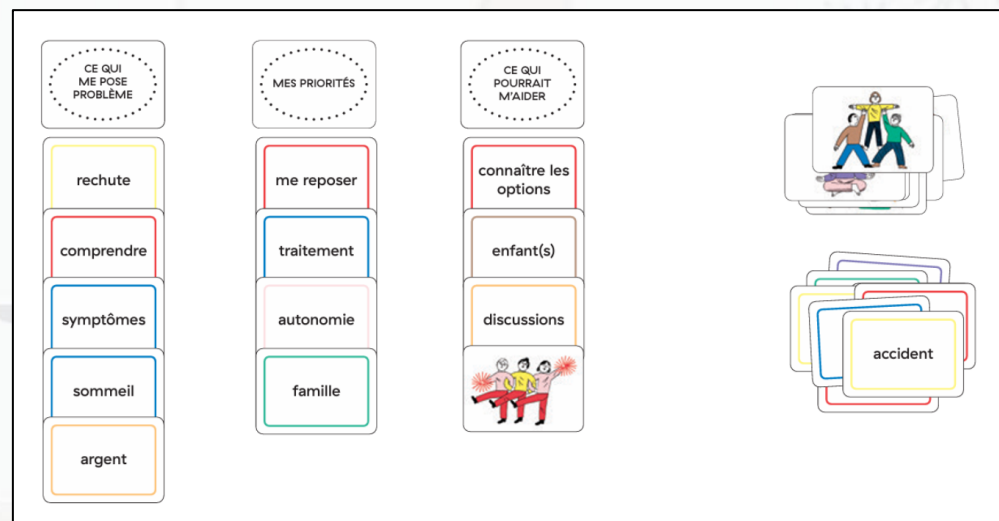 CE QUI
ME POSE
PROBLÈME
rechute
comprendre
symptômes
sommeil
argent
MES PRIORITÉS
me reposer
traitement
autonomie
famille
CE QUI
POURRAIT
M'AIDER
connaître les
options
enfant(s)
discussions
accident